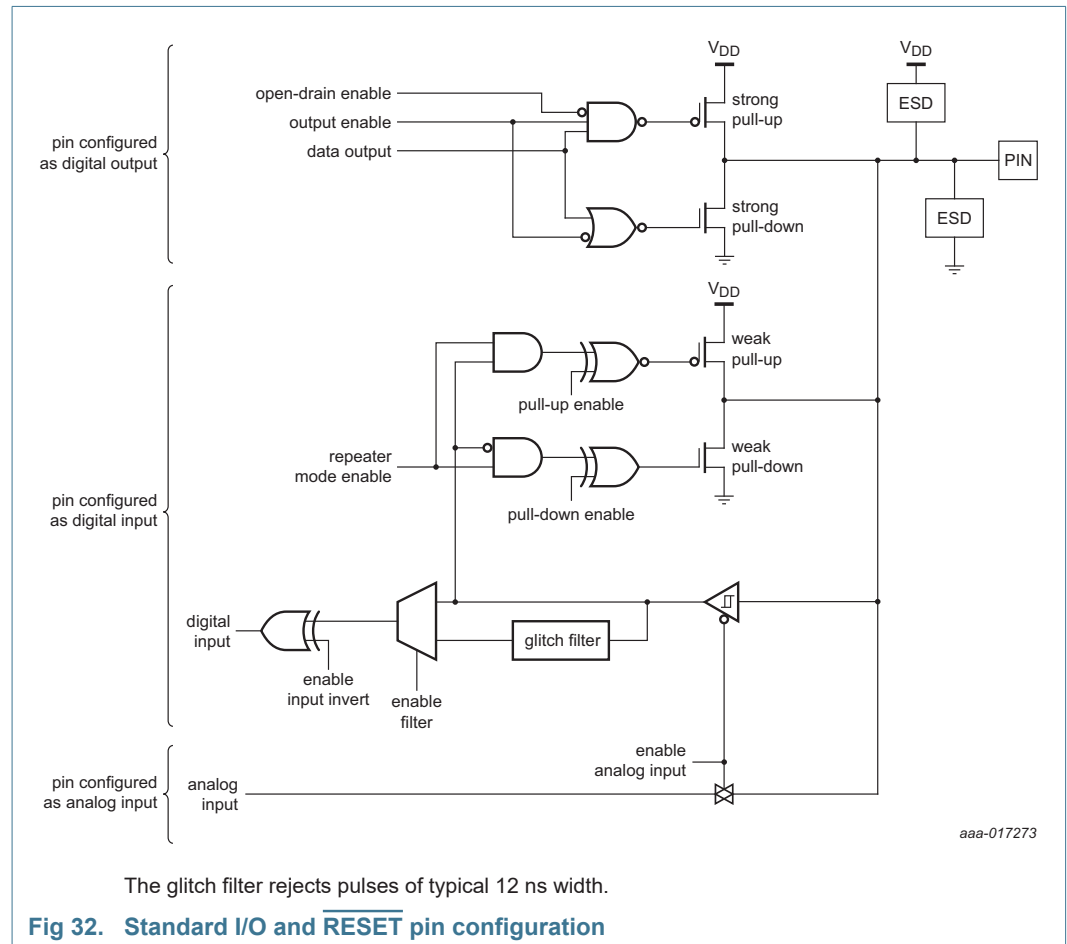 VDD
VDD
open-drain enable
strong
pull-up
ESD
output enable
pin configured
as digital output
data output
PIN
strong
pull-down
ESD
VDD
weak
pull-up
pull-up enable
repeater
mode enable
weak
pull-down
pin configured
as digital input
pull-down enable
digital
input
glitch filter
enable
input invert
enable
filter
enable
analog input
pin configured
as analog input
analog
input
aaa-017273
The glitch filter rejects pulses of typical 12 ns width.
Fig 32. Standard I/O and RESET pin configuration